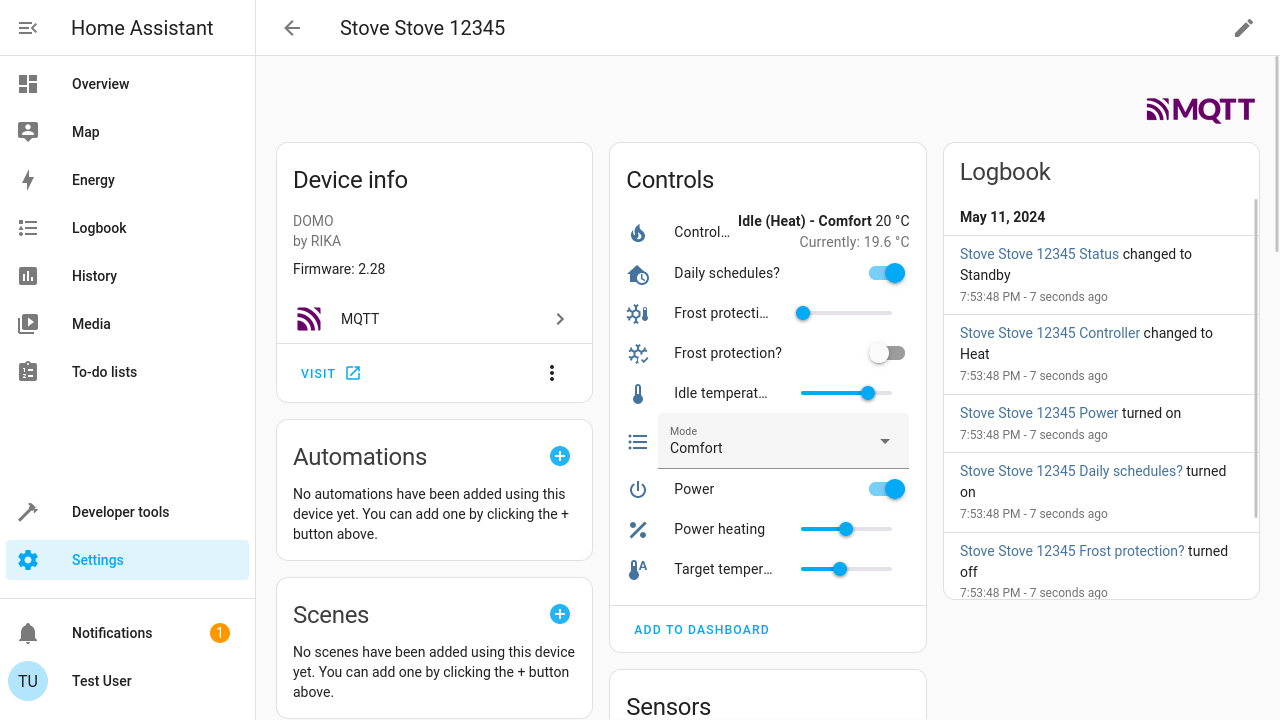 Home Assistant
Stove Stove 12345
Overview
Map
Energy
Logbook
History
Media
To-do lists
Developer tools
Settings
Notifications
1
TU
Test User
MQTT
Device info
DOMO
by RIKA
Firmware: 2.28
MQTT
VISIT
Automations
No automations have been added using this
device yet. You can add one by clicking the +
button above.
Scenes
No scenes have been added using this device
yet. You can add one by clicking the + button
above.
Controls
Control…
Idle (Heat) - Comfort 20 °C
Currently: 19.6 °C
Daily schedules?
Frost protecti…
Frost protection?
Idle temperat…
Mode
Comfort
Power
Power heating
Target temper…
ADD TO DASHBOARD
Sensors
Logbook
May 11, 2024
Stove Stove 12345 Status changed to
Standby
7:53:48 PM - 7 seconds ago
Stove Stove 12345 Controller changed to
Heat
7:53:48 PM - 7 seconds ago
Stove Stove 12345 Power turned on
7:53:48 PM - 7 seconds ago
Stove Stove 12345 Daily schedules? turned
on
7:53:48 PM - 7 seconds ago
Stove Stove 12345 Frost protection? turned
off
7:53:48 PM - 7 seconds ago